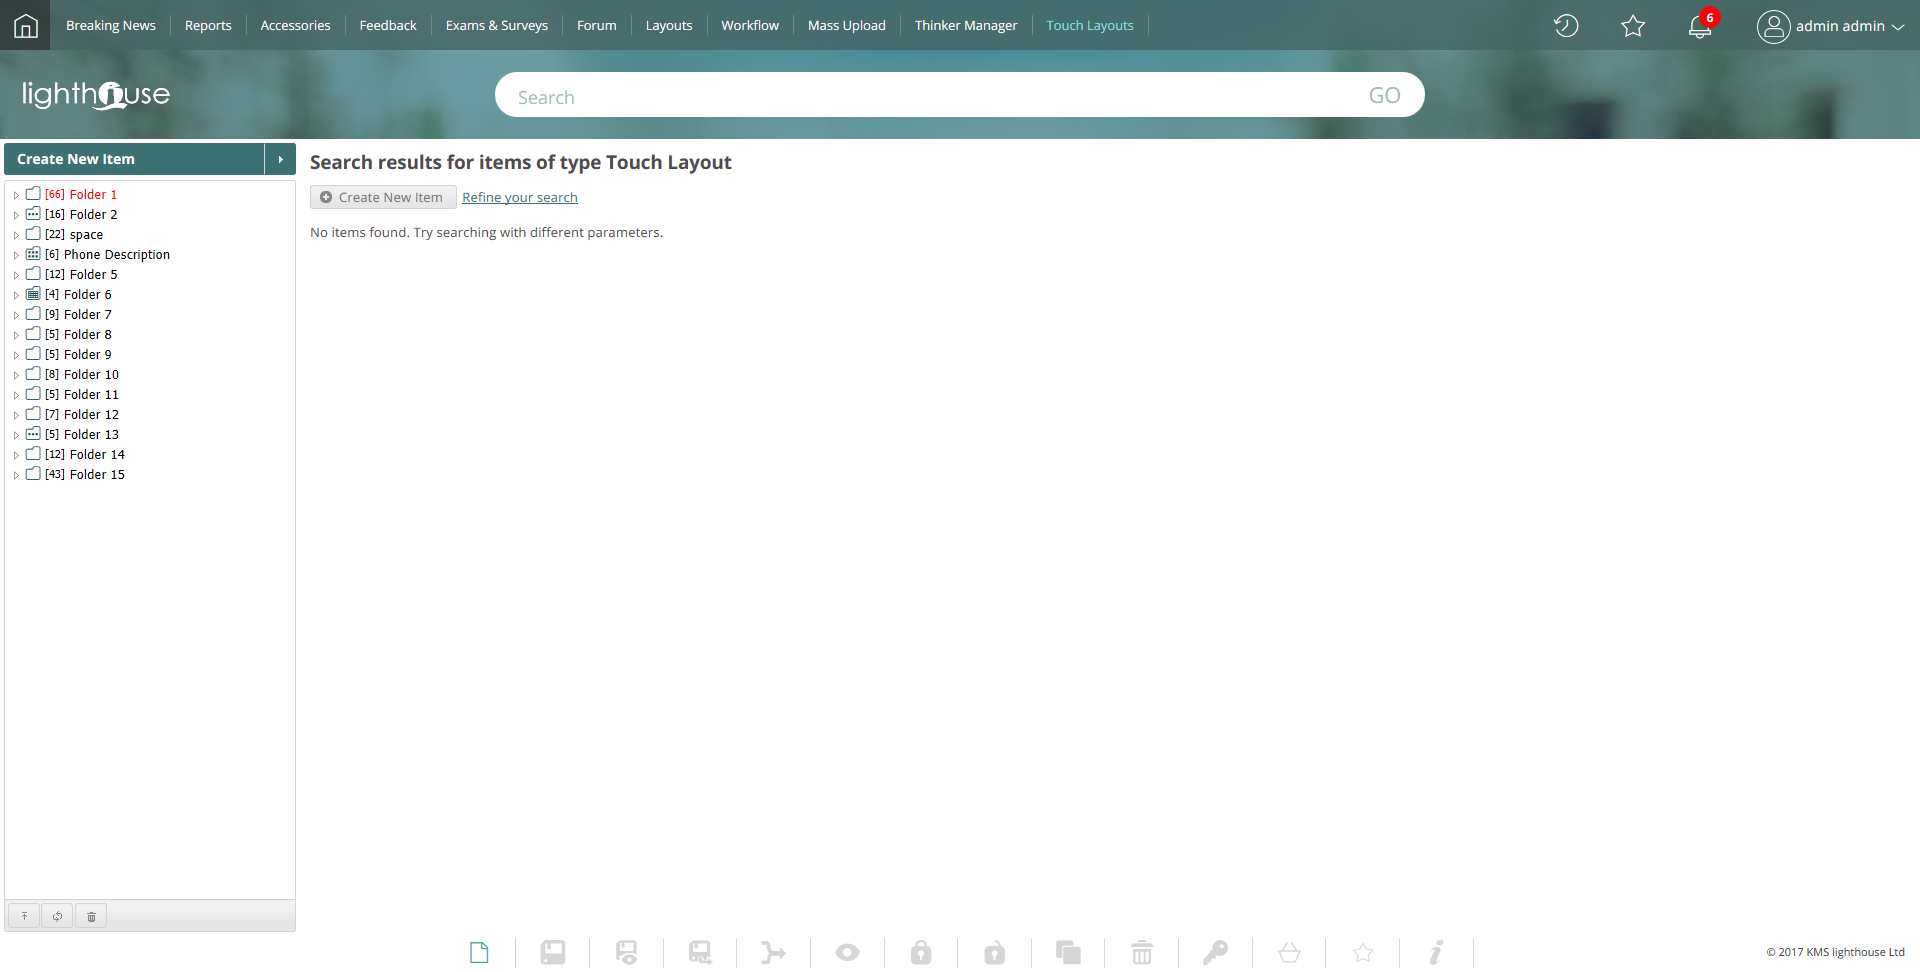 Breaking News Reports Accessories Feedback Exams & Surveys Forum Layouts Workflow Mass Upload Thinker Manager Touch Layouts 6 admin admin
lighthouse Search GO
Create New Item
[66] Folder 1
[16] Folder 2
[22] space
[6] Phone Description
[12] Folder 5
[4] Folder 6
[9] Folder 7
[5] Folder 8
[5] Folder 9
[8] Folder 10
[5] Folder 11
[7] Folder 12
[5] Folder 13
[12] Folder 14
[43] Folder 15
Search results for items of type Touch Layout
Create New Item Refine your search
No items found. Try searching with different parameters.
© 2017 KMS lighthouse Ltd